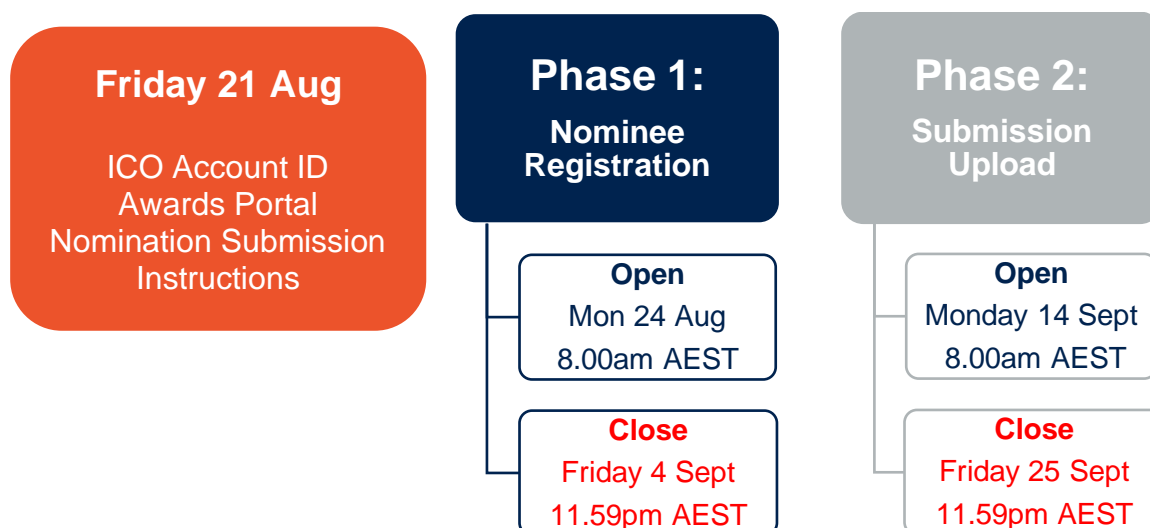 Friday 21 Aug
ICO Account ID
Awards Portal
Nomination Submission
Instructions
Phase 1:
Nominee
Registration
Open
Mon 24 Aug
8.00am AEST
Close
Friday 4 Sept
11.59pm AEST
Phase 2:
Submission
Upload
Open
Monday 14 Sept
8.00am AEST
Close
Friday 25 Sept
11.59pm AEST